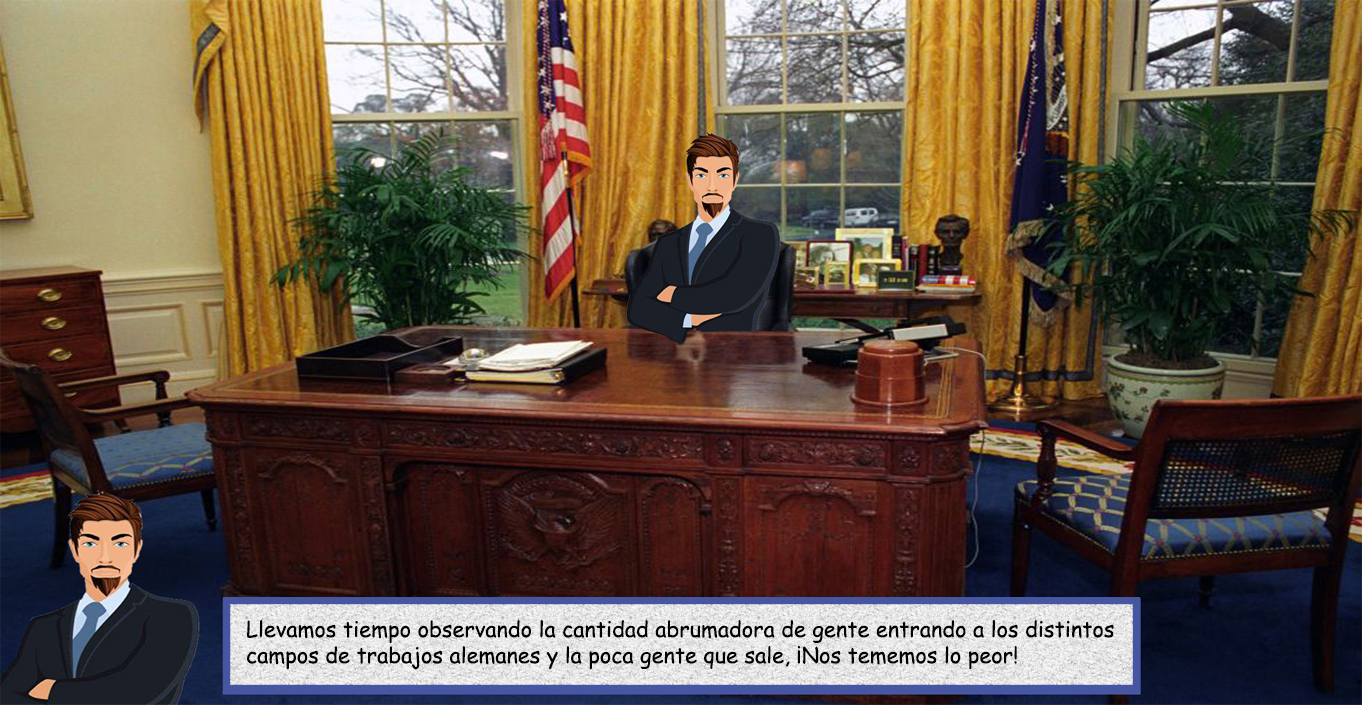 Llevamos tiempo observando la cantidad abrumadora de gente entrando a los distintos
campos de trabajos alemanes y la poca gente que sale, ¡Nos tememos lo peor!